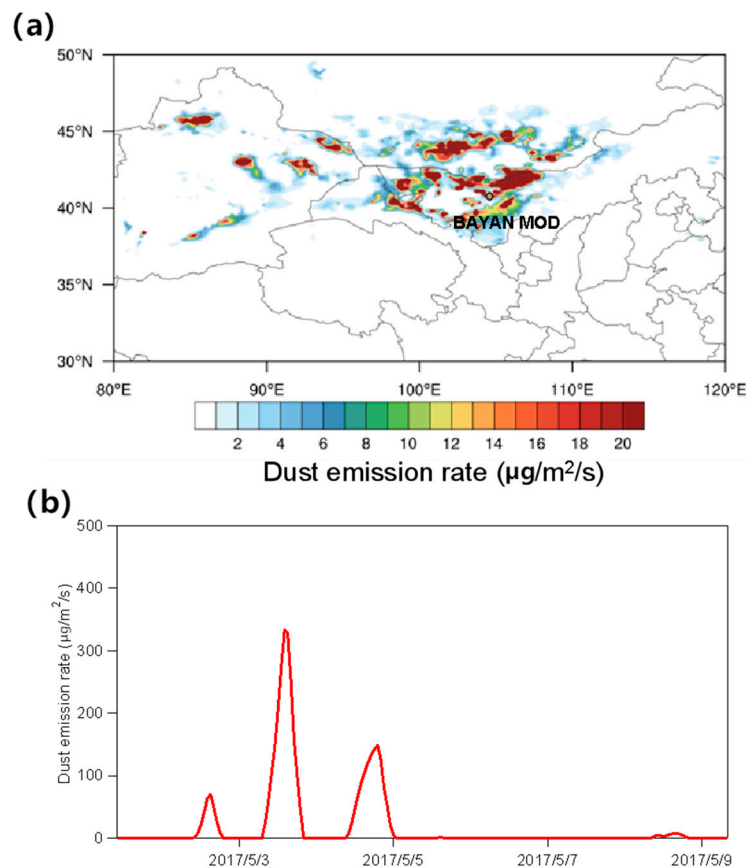 (a)
50°N
45°N
40°N
35°N
30°N
BAYAN MOD
80°E 90°E 100°E 110°E 120°E
2 4 6 8 10 12 14 16 18 20
Dust emission rate (µg/m²/s)
(b)
Dust emission rate (µg/m²/s)
500
400
300
200
100
0
2017/5/3 2017/5/5 2017/5/7 2017/5/9